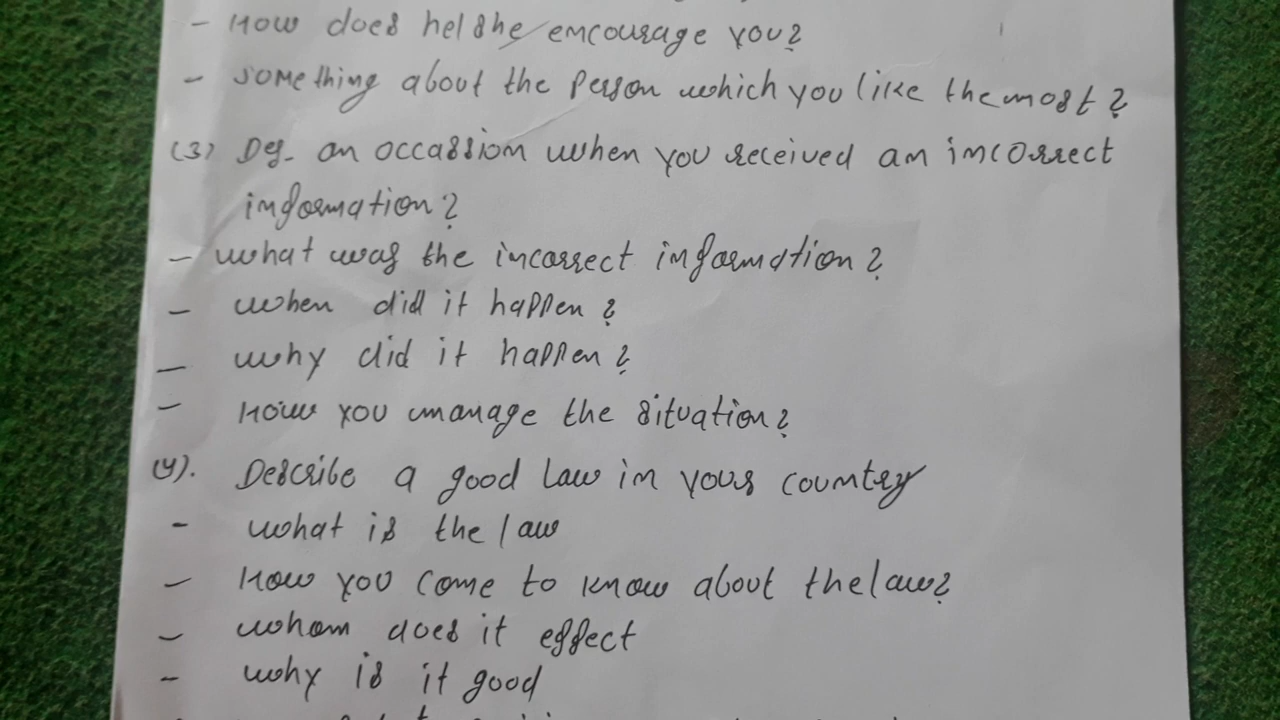 - How does he/she encourage you?
- something about the Person which you like the most?
(3) Des. an occassion when you received an incorrect
information?
- what was the incorrect information?
- when did it happen?
- why did it happen?
- How you manage the situation?
(4). Describe a good law in your country
- what is the law
- How you come to know about the law?
- whom does it effect
- why is it good